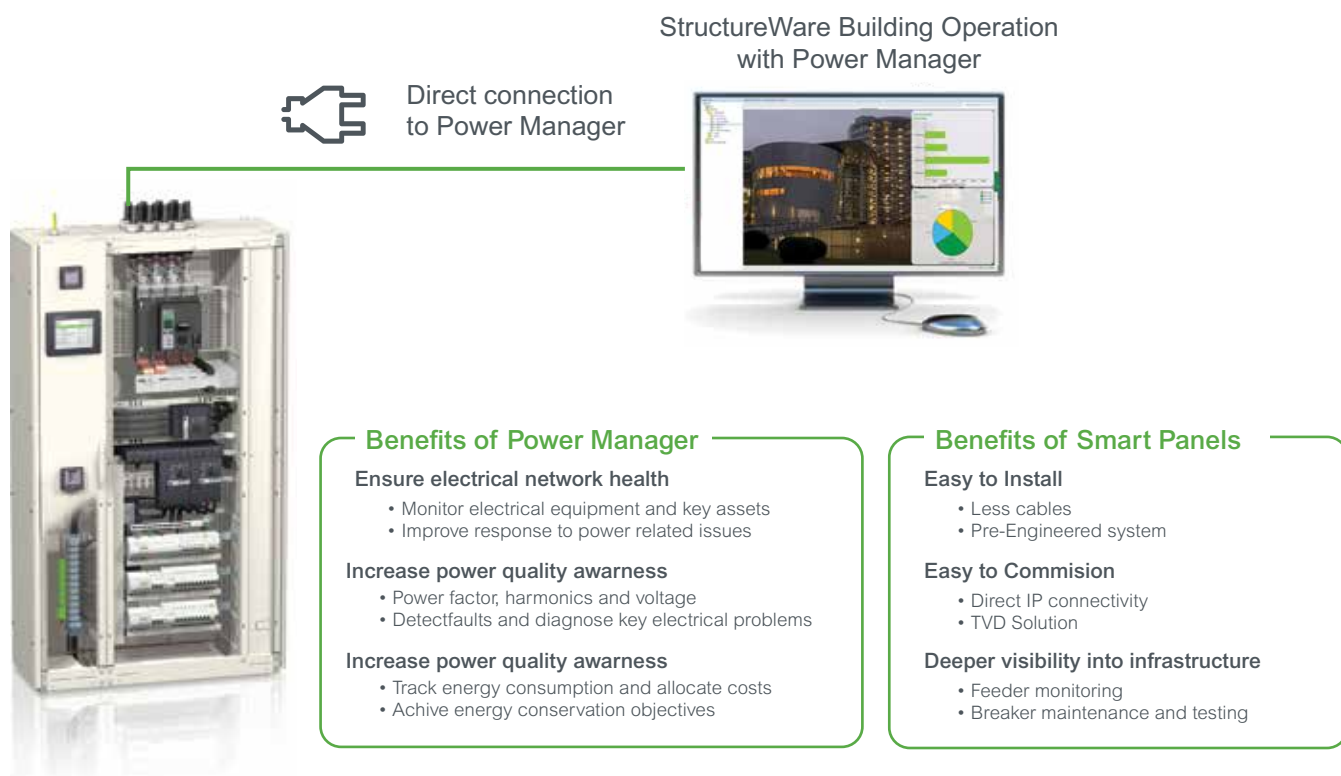 StructureWare Building Operation
with Power Manager
Direct connection
to Power Manager
Benefits of Power Manager
Ensure electrical network health
• Monitor electrical equipment and key assets
• Improve response to power related issues
Increase power quality awarness
• Power factor, harmonics and voltage
• Detectfaults and diagnose key electrical problems
Increase power quality awarness
• Track energy consumption and allocate costs
• Achive energy conservation objectives
Benefits of Smart Panels
Easy to Install
• Less cables
• Pre-Engineered system
Easy to Commision
• Direct IP connectivity
• TVD Solution
Deeper visibility into infrastructure
• Feeder monitoring
• Breaker maintenance and testing